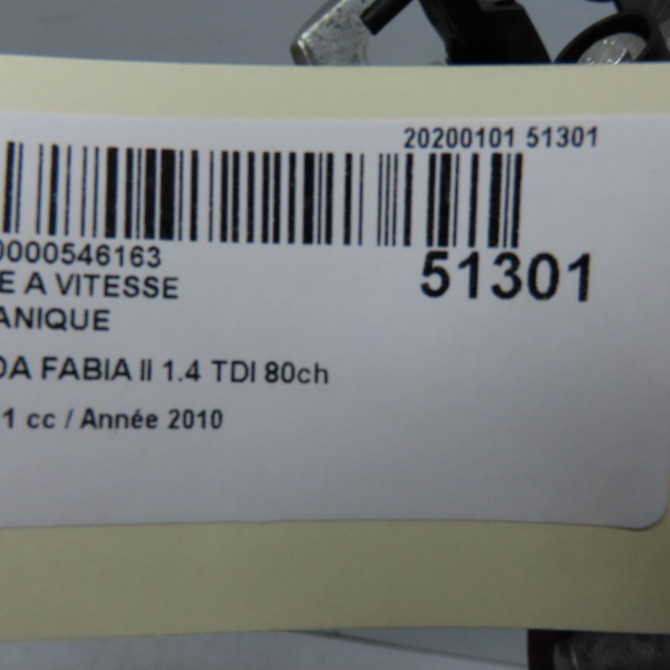 20200101 51301
0000546163
51301
E A VITESSE
ANIQUE
DA FABIA II 1.4 TDI 80ch
1 cc / Année 2010